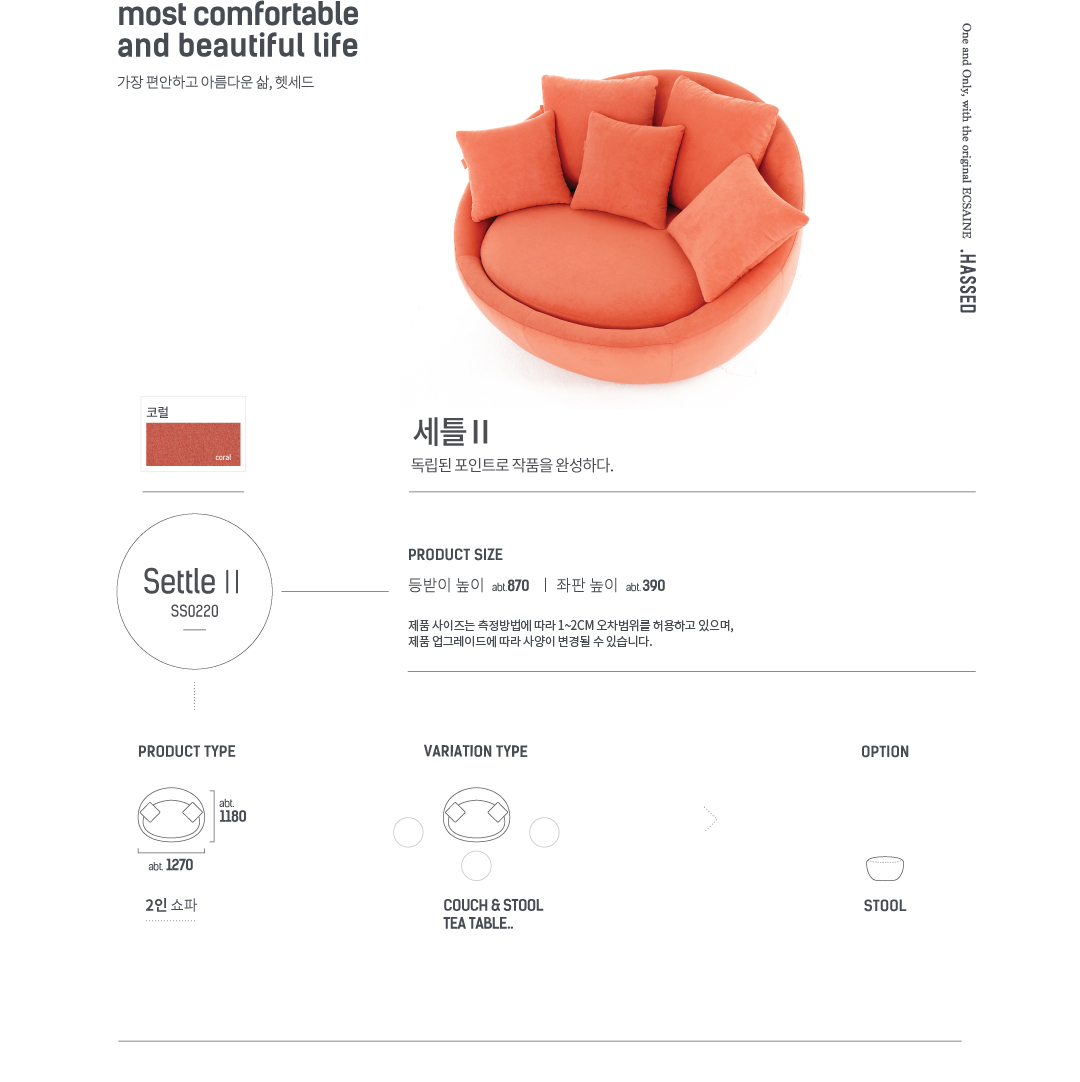 most comfortable
and beautiful life
가장 편안하고 아름다운 삶, 헷세드
One and Only, with the original ECSAINE .HASSED
코럴
coral
세틀 II
독립된 포인트로 작품을 완성하다.
Settle II
SS0220
PRODUCT SIZE
등받이 높이 abt.870 | 좌판 높이 abt.390
제품 사이즈는 측정방법에 따라 1~2CM 오차범위를 허용하고 있으며,
제품 업그레이드에 따라 사양이 변경될 수 있습니다.
PRODUCT TYPE
abt.
1180
abt. 1270
2인 쇼파
VARIATION TYPE
COUCH & STOOL
TEA TABLE..
OPTION
STOOL